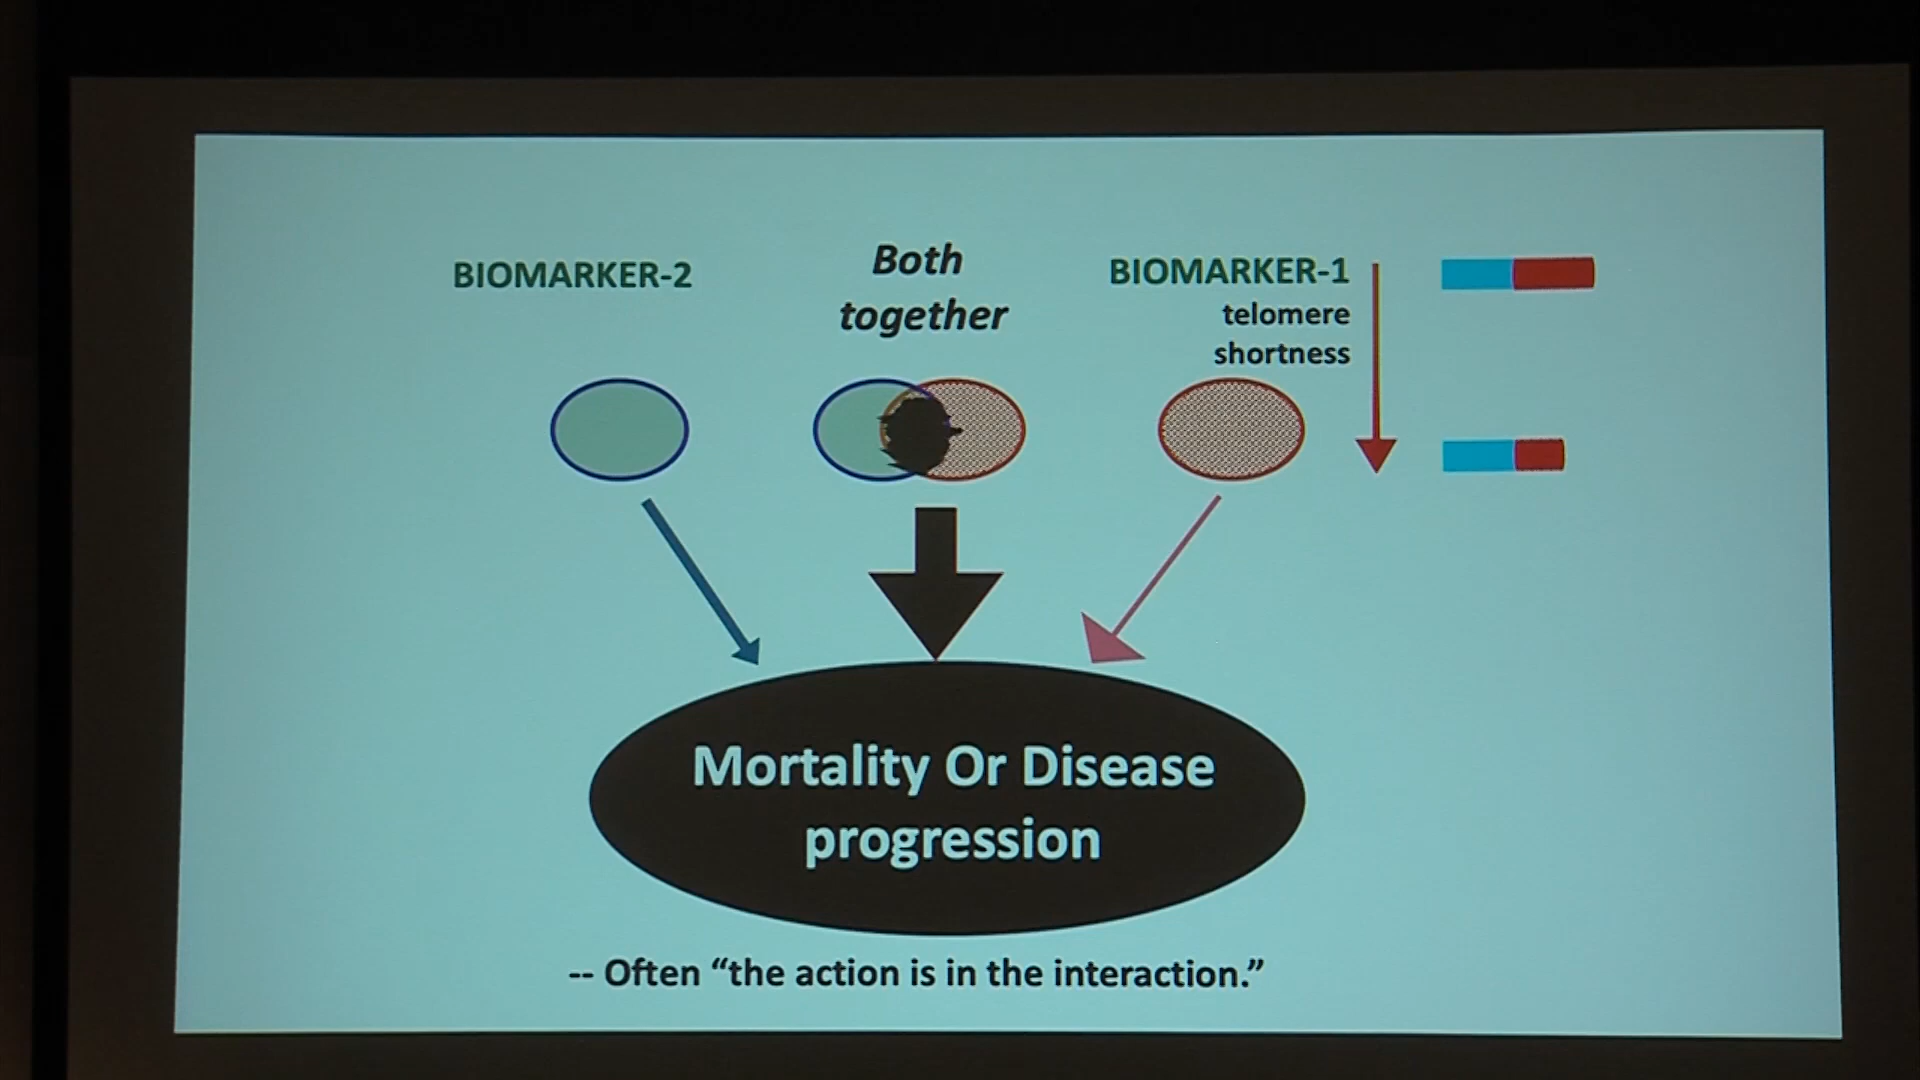 BIOMARKER-2
Both
together
BIOMARKER-1
telomere
shortness
Mortality Or Disease
progression
-- Often “the action is in the interaction.”